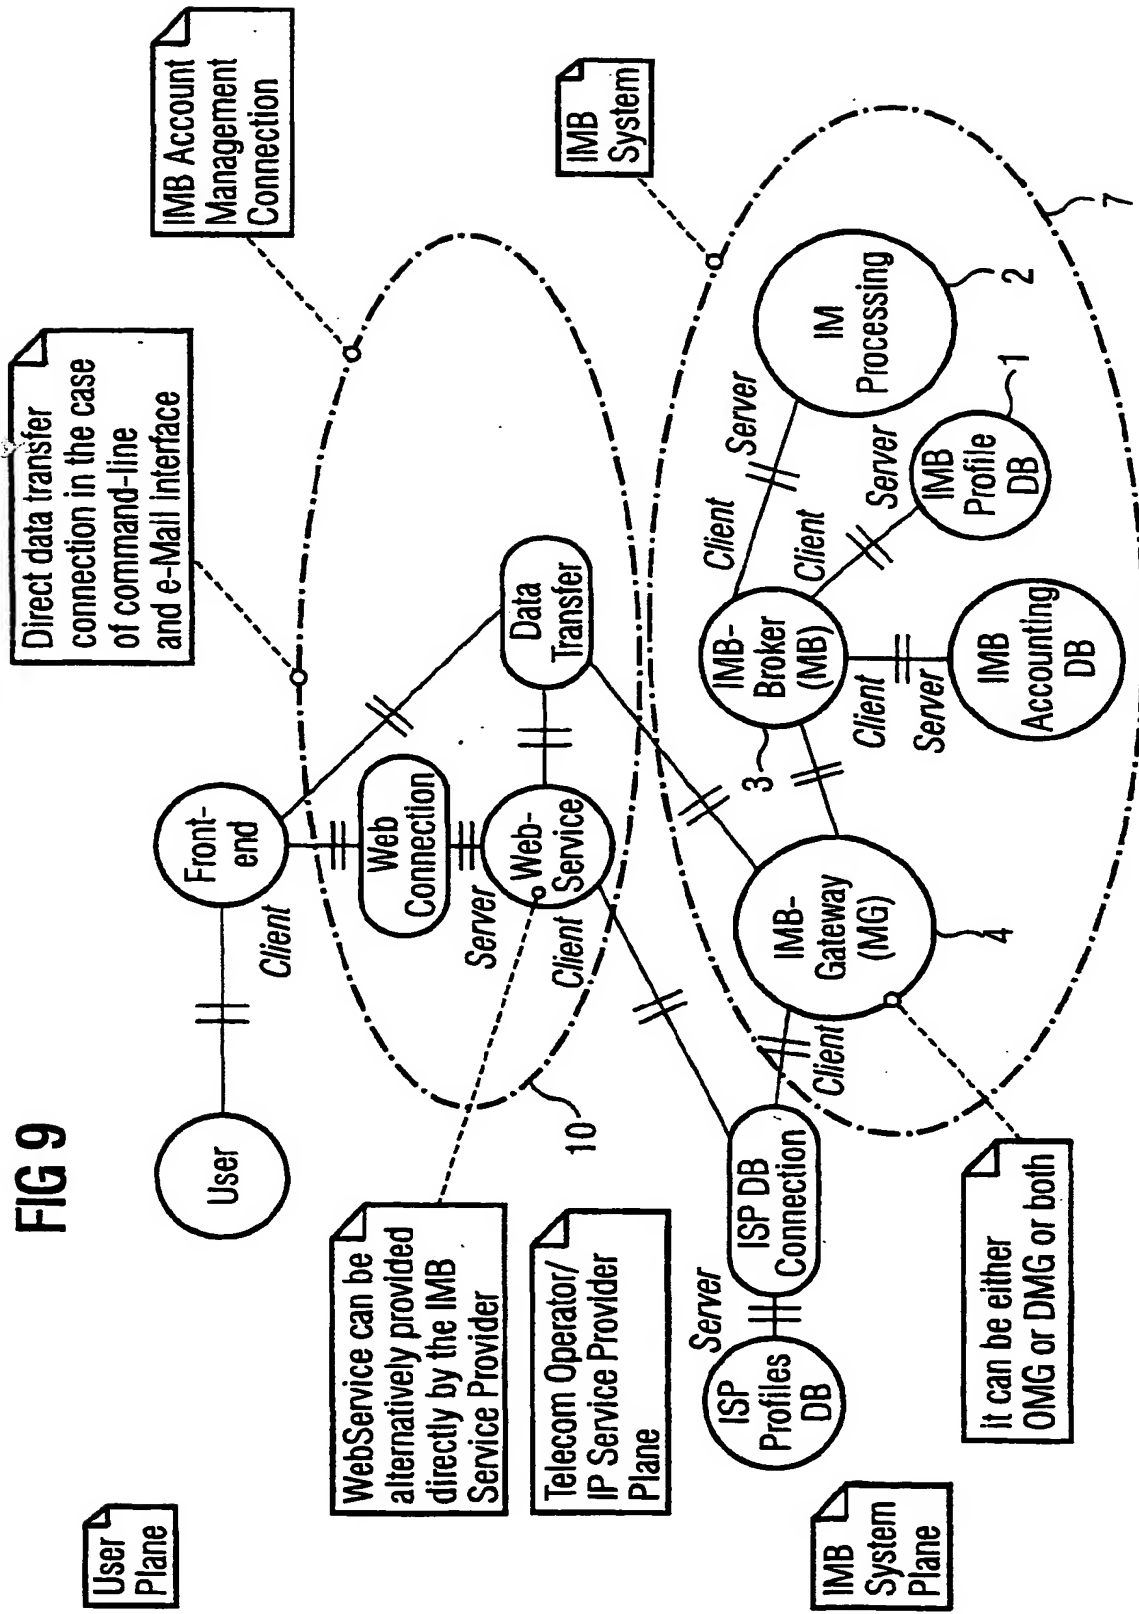 FIG 9
User
Plane
User
Front-
end
Client
Direct data transfer
connection in the case
of command-line
and e-Mail Interface
IMB Account
Management
Connection
WebService can be
alternatively provided
directly by the IMB
Service Provider
Web
Connection
Server
Web-
Service
Client
Data
Transfer
10
Telecom Operator/
IP Service Provider
Plane
IMB
System
ISP
Profiles
DB
Server
ISP DB
Connection
Client
IMB-
Gateway
(MG)
4
IMB-
Broker
(MB)
3
Client
Server
IM
Processing
2
Client
Server
IMB
Profile
DB
1
Client
Server
IMB
Accounting
DB
7
IMB
System
Plane
it can be either
OMG or DMG or both